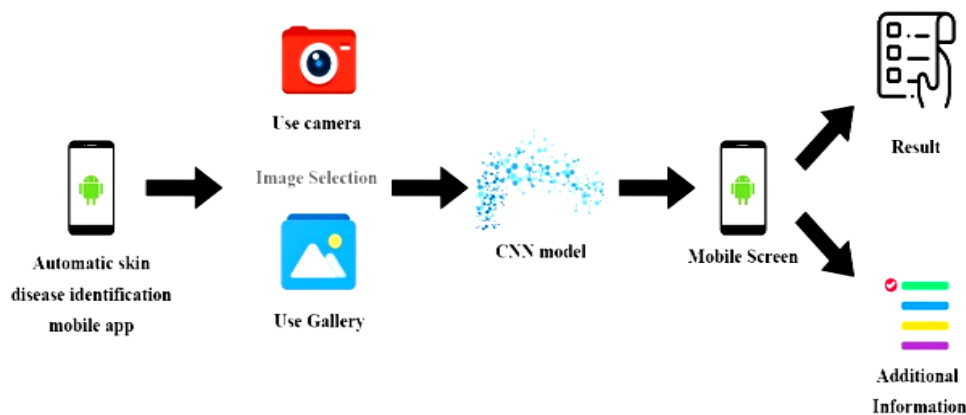 Use camera
Image Selection
Use Gallery
Automatic skin
disease identification
mobile app
CNN model
Mobile Screen
Result
Additional
Information